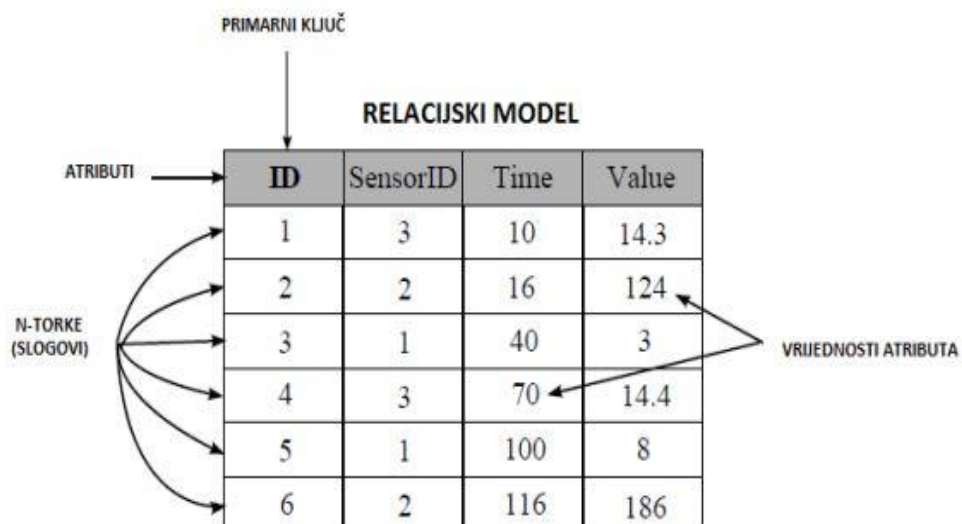 PRIMARNI KLJUČ
RELACIJSKI MODEL
ATRIBUTI
ID SensorID Time Value
1 3 10 14.3
2 2 16 124
3 1 40 3
4 3 70 14.4
5 1 100 8
6 2 116 186
N-TORKE
(SLOGOVI)
VRIJEDNOSTI ATRIBUTA